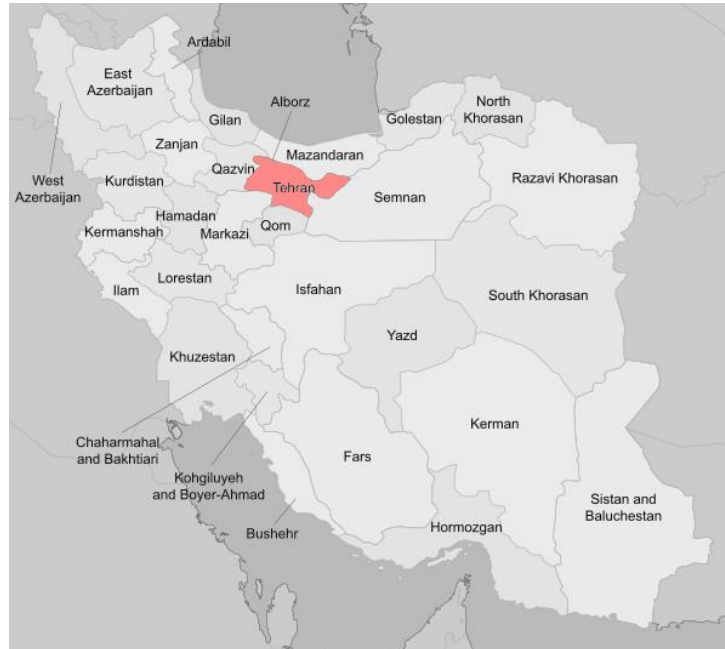 Ardabil
East
Azerbaijan
Alborz
North
Khorasan
Golestan
Gilan
Zanjan
Mazandaran
Qazvin
Razavi Khorasan
West
Azerbaijan
Kurdistan
Tehran
Semnan
Hamadan
Kermanshah
Markazi
Qom
Lorestan
Ilam
Isfahan
South Khorasan
Yazd
Khuzestan
Kerman
Chaharmahal
and Bakhtiari
Fars
Kohgiluyeh
and Boyer-Ahmad
Sistan and
Baluchestan
Hormozgan
Bushehr